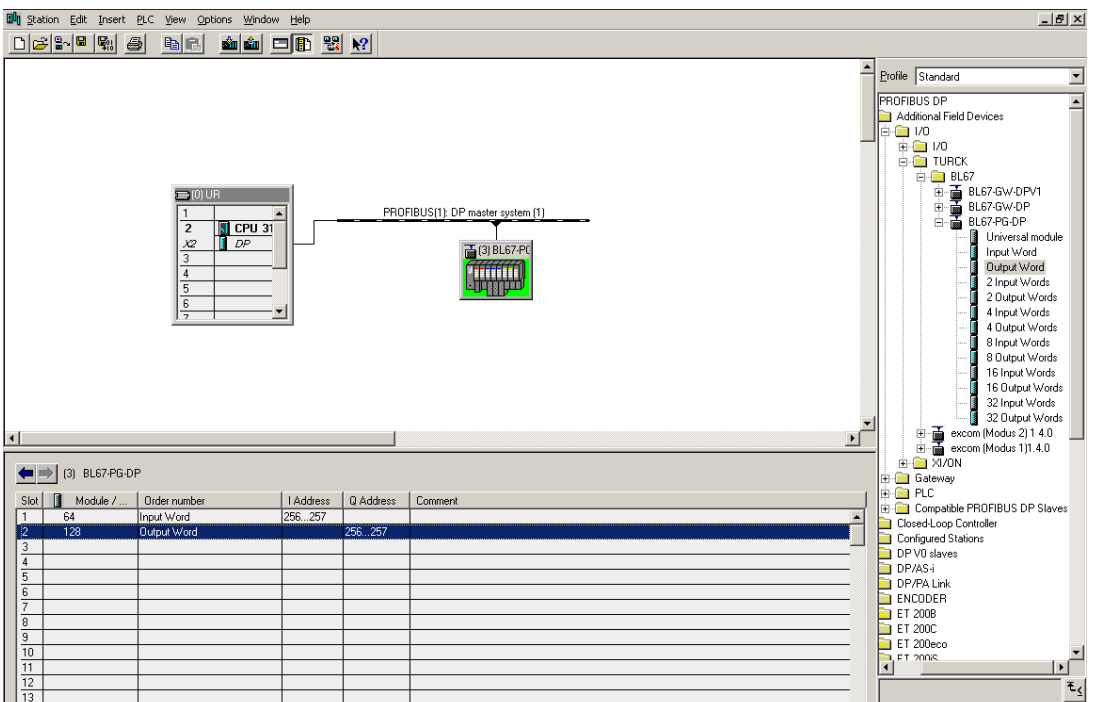 Station Edit Insert PLC View Options Window Help
Profile Standard
PROFIBUS DP
Additional Field Devices
I/O
I/O
TURCK
BL67
BL67-GW-DPV1
BL67-GW-DP
BL67-PG-DP
Universal module
Input Word
Output Word
2 Input Words
2 Output Words
4 Input Words
4 Output Words
8 Input Words
8 Output Words
16 Input Words
16 Output Words
32 Input Words
32 Output Words
excom (Modus 2) 1 4.0
excom (Modus 1)1.4.0
XI/ON
Gateway
PLC
Compatible PROFIBUS DP Slaves
Closed-Loop Controller
Configured Stations
DP V0 slaves
DP/AS-i
DP/PA Link
ENCODER
ET 200B
ET 200C
ET 200eco
ET 200iS
(0) UR
1
2 CPU 31
X2 DP
3
4
5
6
7
PROFIBUS(1): DP master system (1)
(3) BL67-P
(3) BL67-PG-DP
Slot Module / ... Order number I Address Q Address Comment
1 64 Input Word 256...257
2 128 Output Word 256...257
3
4
5
6
7
8
9
10
11
12
13